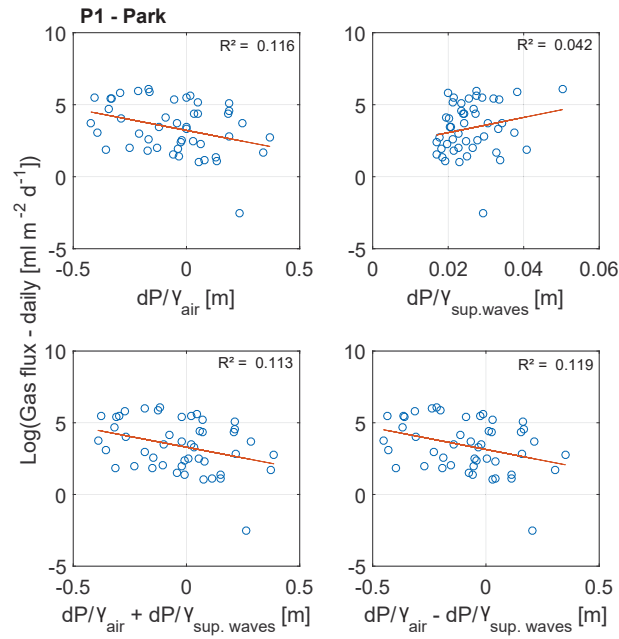 P1 - Park
R² = 0.116
10
5
0
-5
-0.5
0
0.5
dP/γair [m]
R² = 0.042
10
5
0
-5
0
0.02
0.04
0.06
dP/γsup.waves [m]
Log(Gas flux - daily [ml m⁻² d⁻¹])
R² = 0.113
10
5
0
-5
-0.5
0
0.5
dP/γair + dP/γsup. waves [m]
R² = 0.119
10
5
0
-5
-0.5
0
0.5
dP/γair - dP/γsup. waves [m]